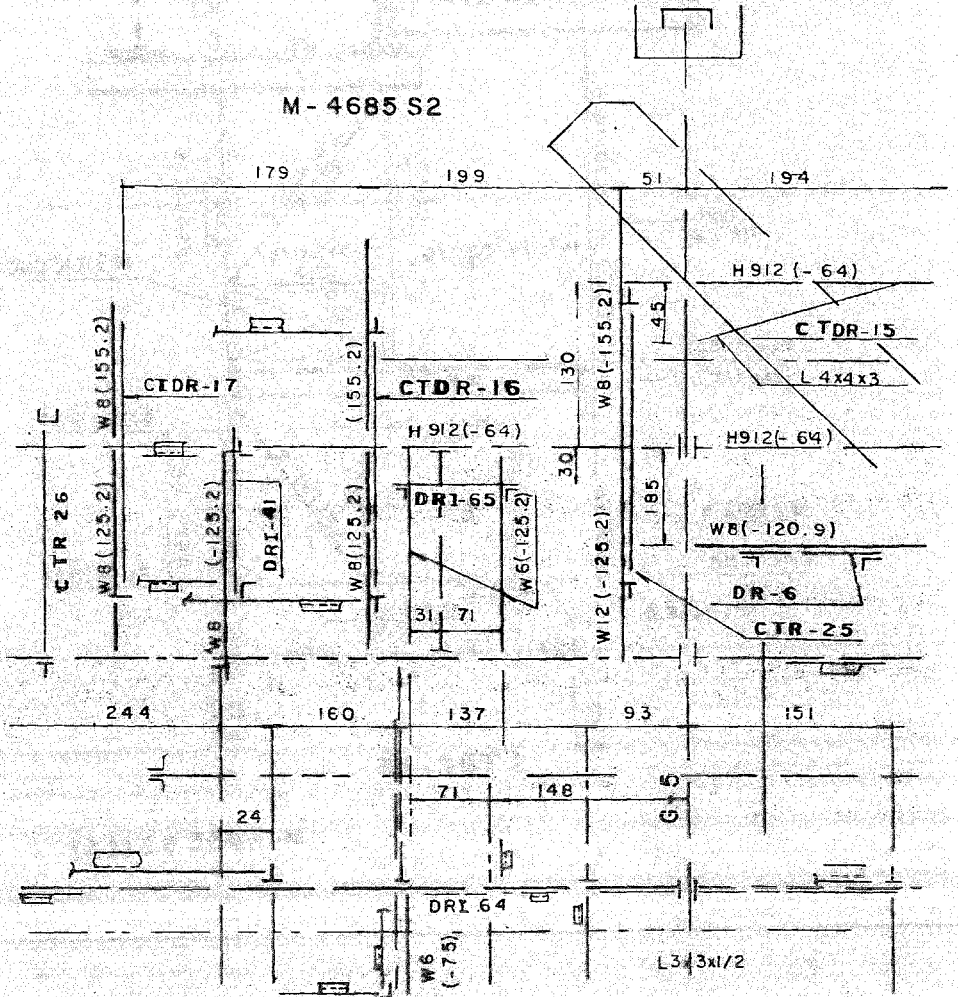 M-4685 S2
179
199
51
194
H912 (-64)
45
CTDR-15
L 4x4x3
130
W8(-155.2)
W8(155.2)
CTDR-17
(155.2)
CTDR-16
H912(-64)
H912(-64)
30
185
CTR 26
W8(125.2)
(-125.2)
W8
DRI-41
W8(125.2)
DRI-65
W6(-125.2)
W12 (-125.2)
W8(-120.9)
DR-6
CTR-25
31
71
244
160
137
93
151
71
148
G-5
24
DRI.64
W6
(-75)
L3x3x1/2